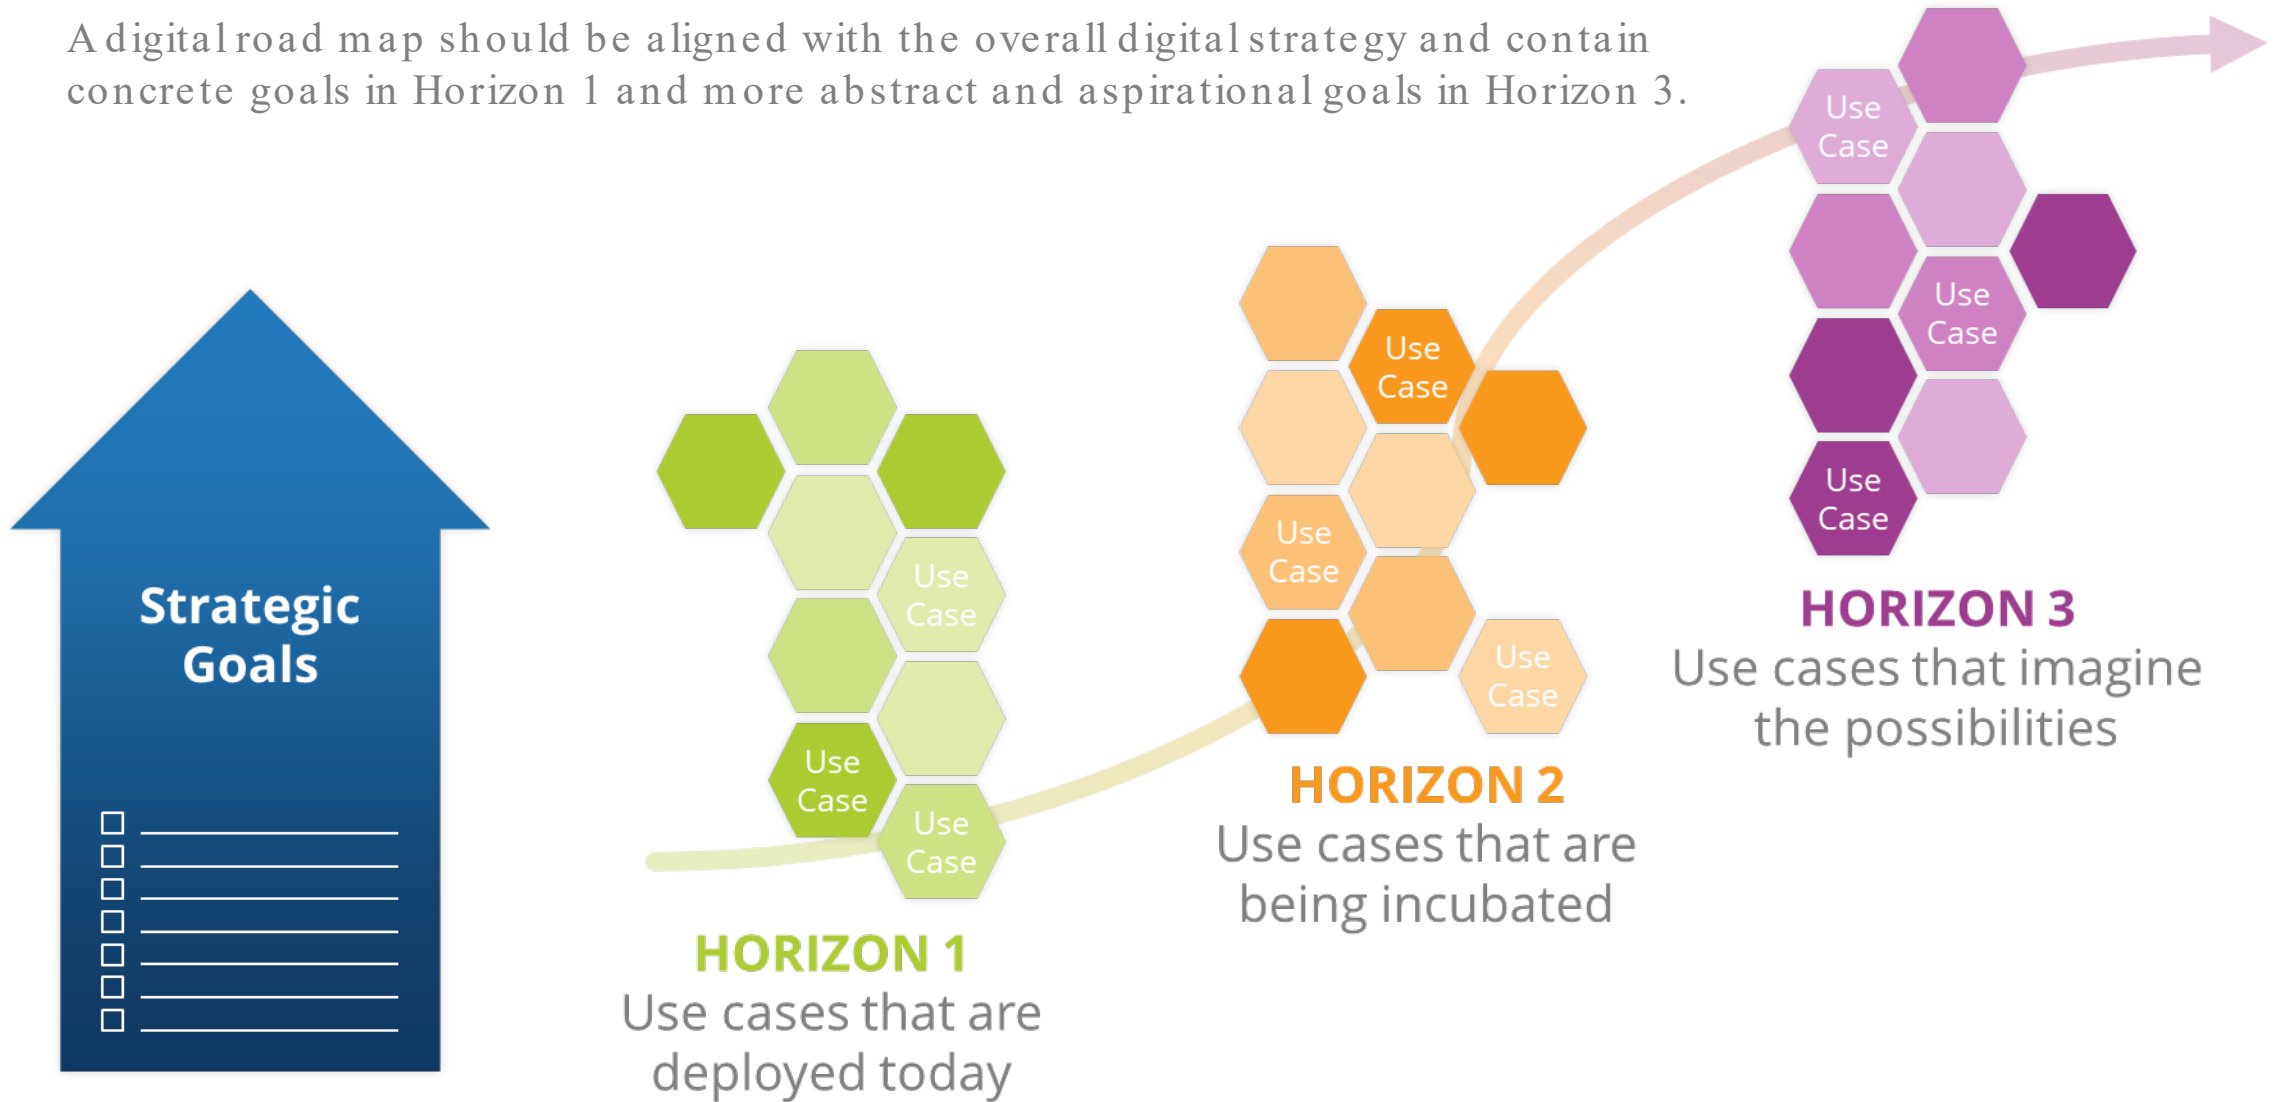 A digital road map should be aligned with the overall digital strategy and contain
concrete goals in Horizon 1 and more abstract and aspirational goals in Horizon 3.
Strategic
Goals
Use
Case
Use
Case
Use
Case
HORIZON 1
Use cases that are
deployed today
Use
Case
Use
Case
Use
Case
HORIZON 2
Use cases that are
being incubated
Use
Case
Use
Case
Use
Case
HORIZON 3
Use cases that imagine
the possibilities